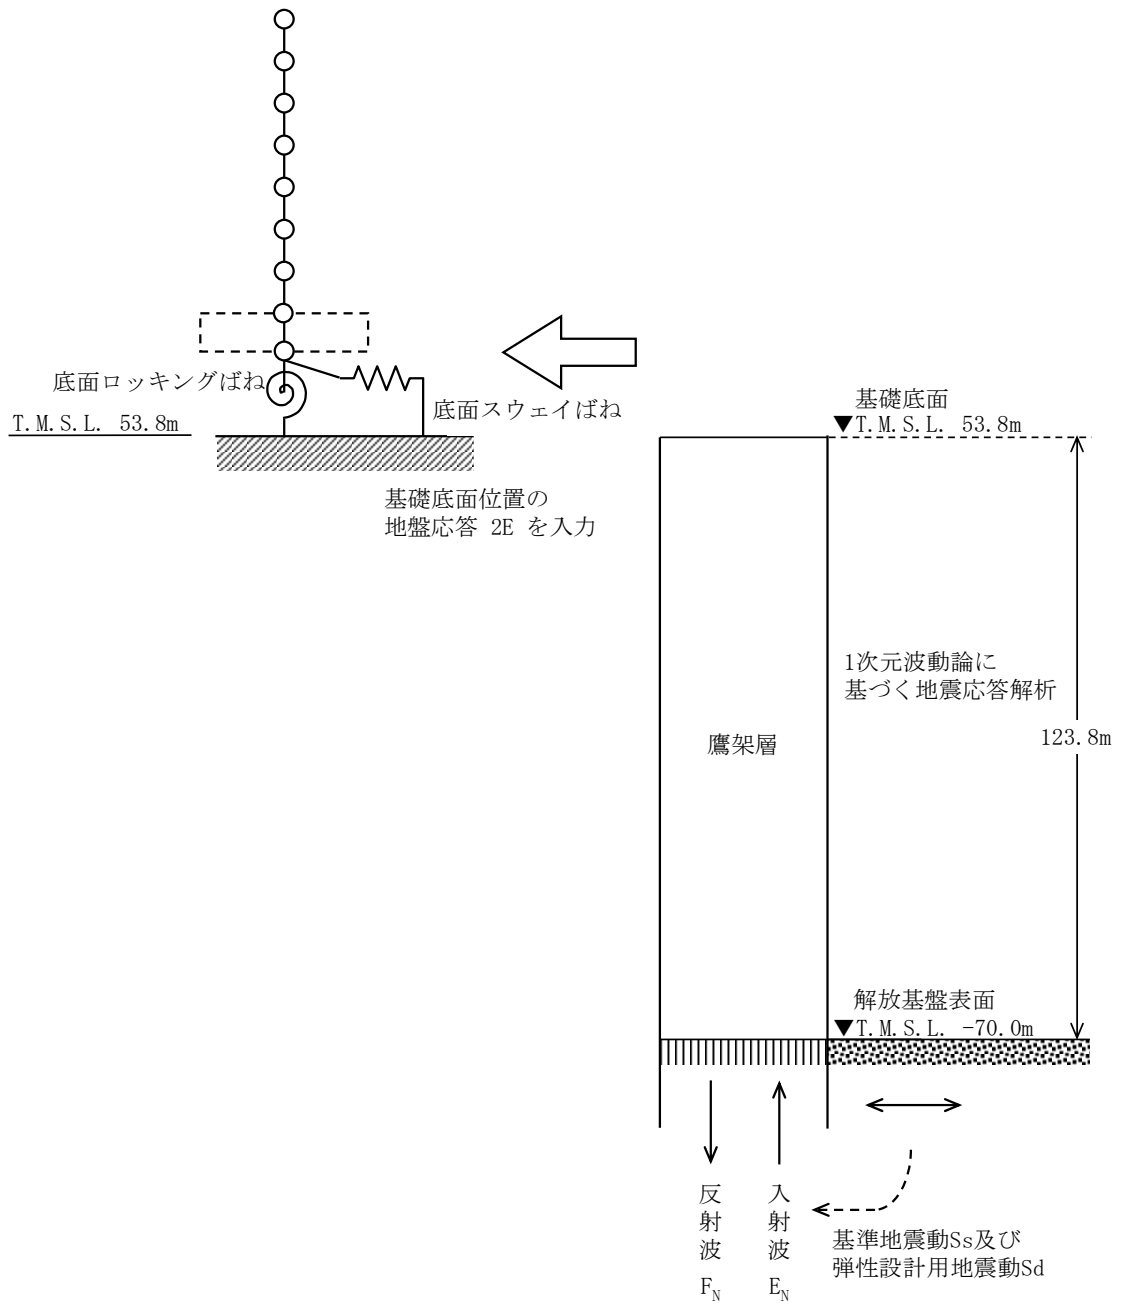 底面ロッキングばね
T.M.S.L. 53.8m
底面スウェイばね
基礎底面位置の
地盤応答 2E を入力
基礎底面
▼T.M.S.L. 53.8m
1次元波動論に
基づく地震応答解析
123.8m
鷹架層
解放基盤表面
▼T.M.S.L. -70.0m
反射波 FN
入射波 EN
基準地震動Ss及び
弾性設計用地震動Sd